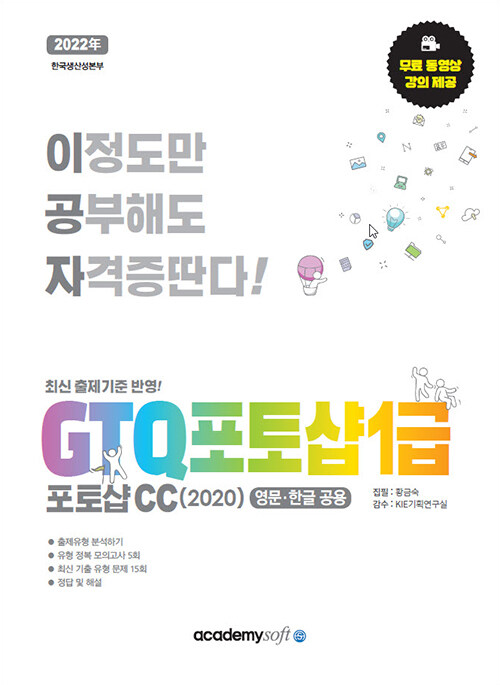 2022年
한국생산성본부
무료 동영상
강의 제공
이정도만
공부해도
자격증딴다!
최신 출제기준 반영!
GTQ포토샵1급
포토샵 CC(2020) 영문·한글 공용
집필 : 황금숙
감수 : KIE기획연구실
● 출제유형 분석하기
● 유형 정복 모의고사 5회
● 최신 기출 유형 문제 15회
● 정답 및 해설
academysoft